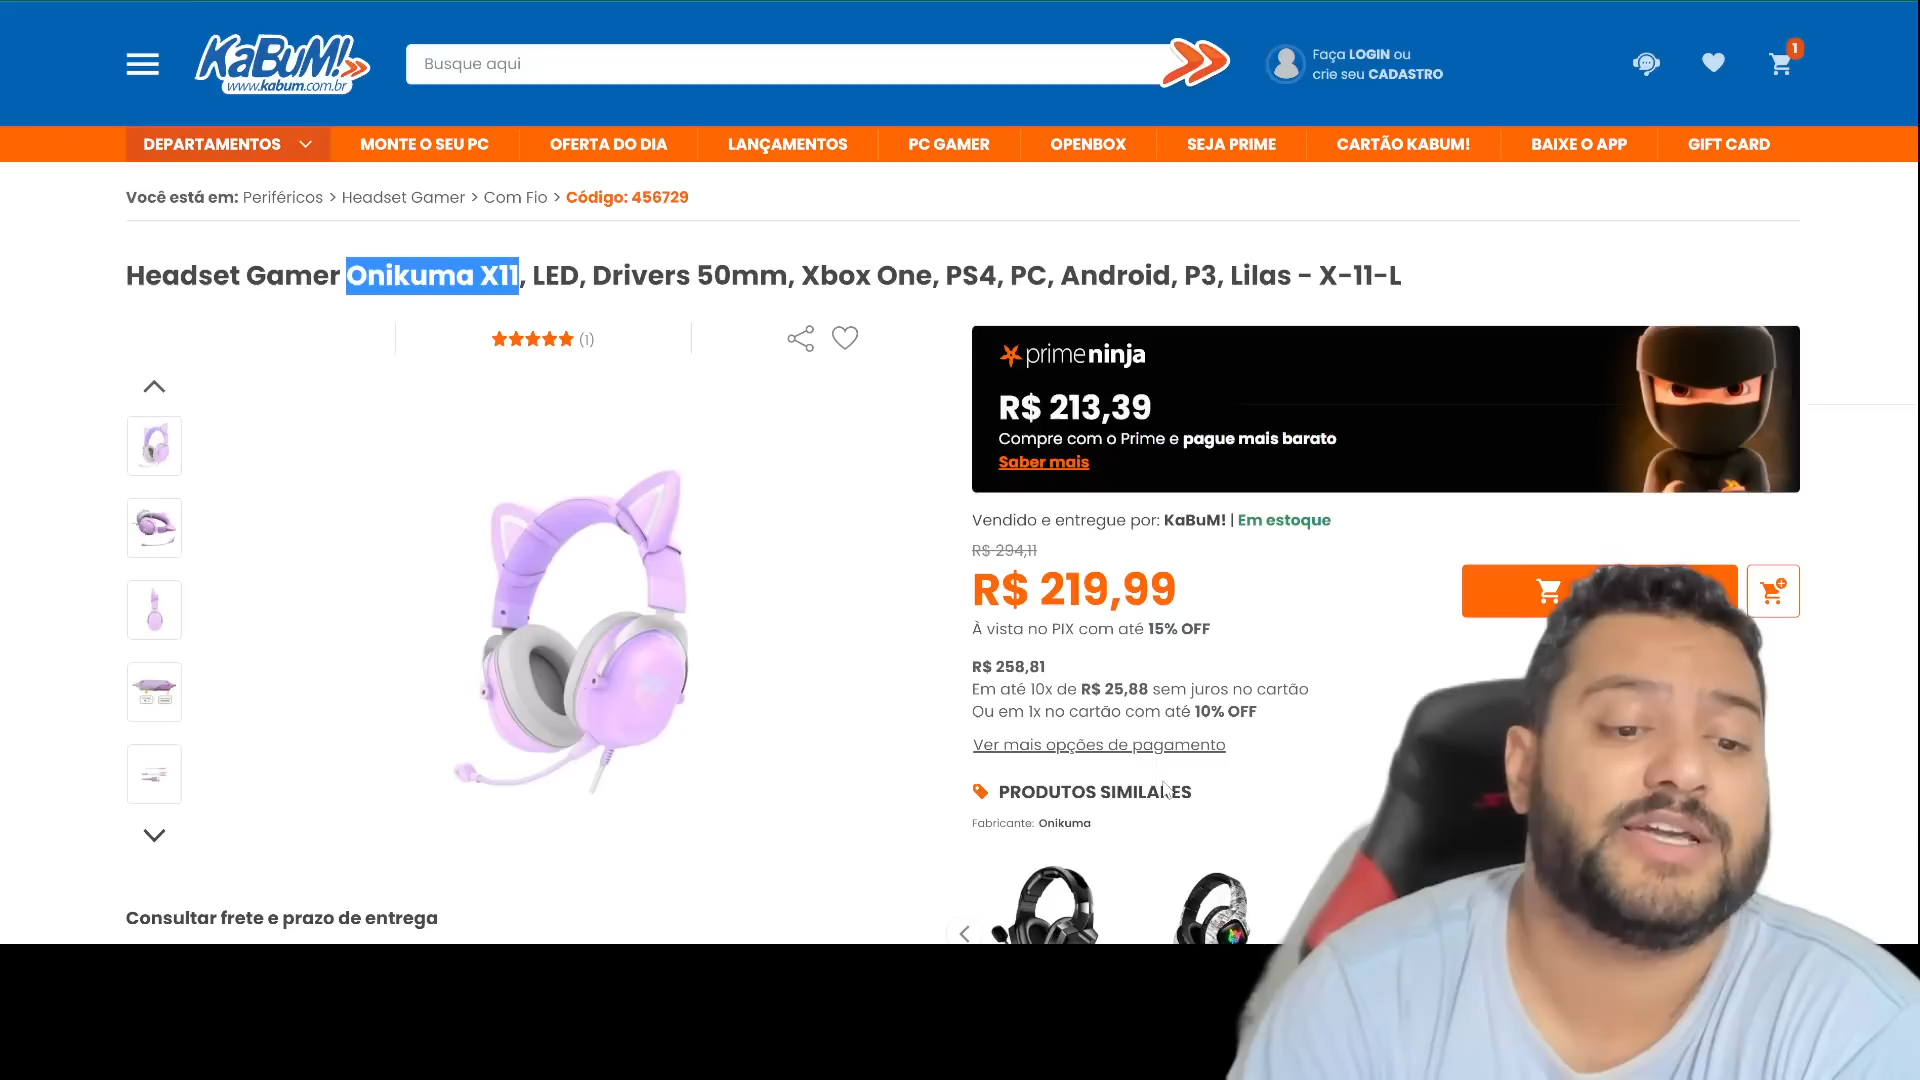 KaBuM!
www.kabum.com.br
Busque aqui
Faça LOGIN ou
crie seu CADASTRO
1
DEPARTAMENTOS
MONTE O SEU PC
OFERTA DO DIA
LANÇAMENTOS
PC GAMER
OPENBOX
SEJA PRIME
CARTÃO KABUM!
BAIXE O APP
GIFT CARD
Você está em: Periféricos > Headset Gamer > Com Fio > Código: 456729
Headset Gamer Onikuma X11, LED, Drivers 50mm, Xbox One, PS4, PC, Android, P3, Lilas - X-11-L
(1)
primeninja
R$ 213,39
Compre com o Prime e pague mais barato
Saber mais
Vendido e entregue por: KaBuM! | Em estoque
R$ 294,11
R$ 219,99
À vista no PIX com até 15% OFF
R$ 258,81
Em até 10x de R$ 25,88 sem juros no cartão
Ou em 1x no cartão com até 10% OFF
Ver mais opções de pagamento
PRODUTOS SIMILARES
Fabricante: Onikuma
Consultar frete e prazo de entrega